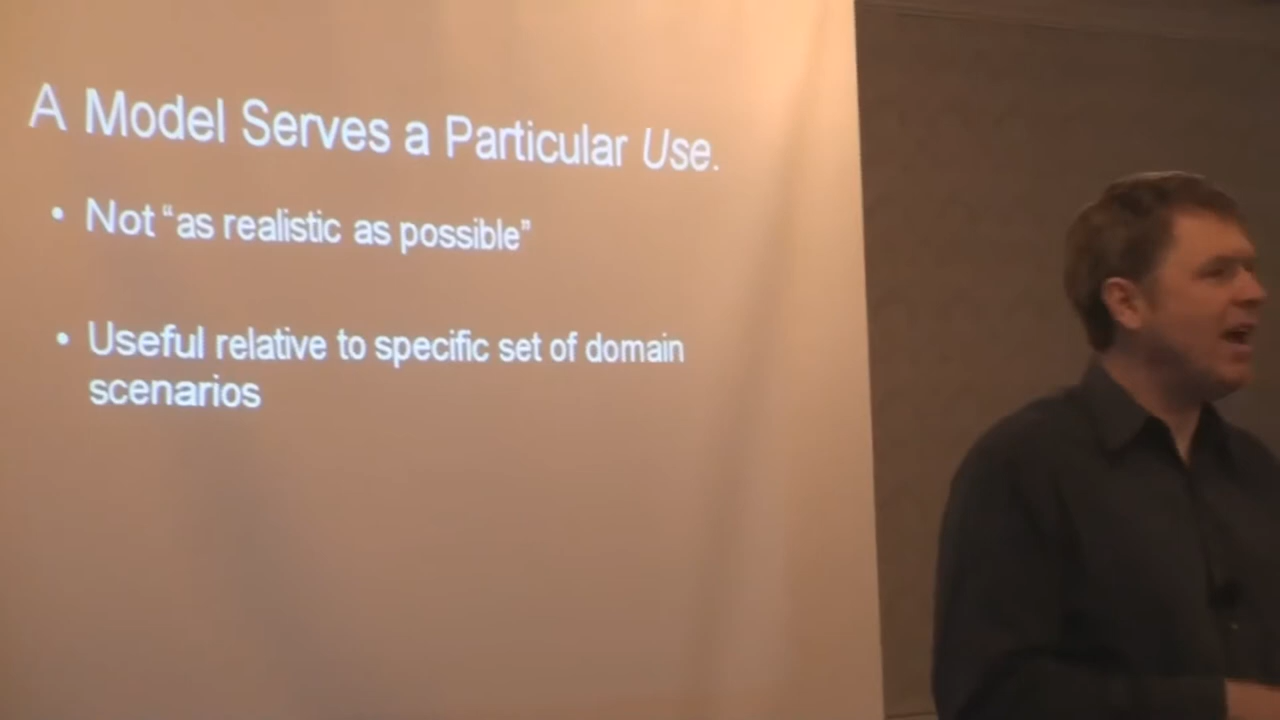 A Model Serves a Particular Use.
• Not “as realistic as possible”
• Useful relative to specific set of domain
scenarios